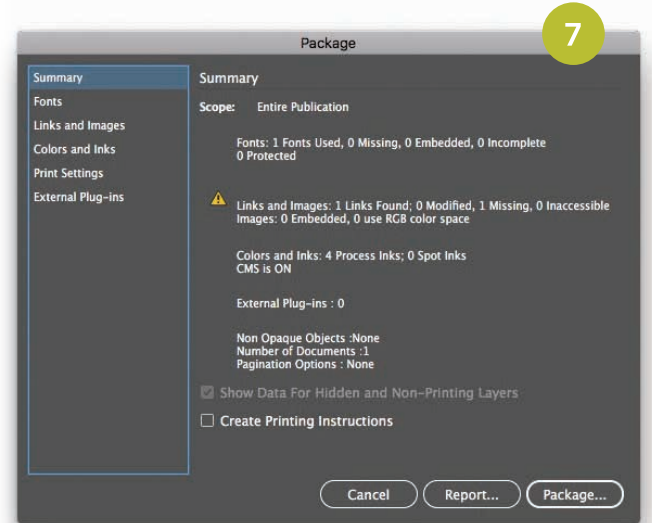 7
Package
Summary
Fonts
Links and Images
Colors and Inks
Print Settings
External Plug-ins
Summary
Scope: Entire Publication
Fonts: 1 Fonts Used, 0 Missing, 0 Embedded, 0 Incomplete
0 Protected
Links and Images: 1 Links Found; 0 Modified, 1 Missing, 0 Inaccessible
Images: 0 Embedded, 0 use RGB color space
Colors and Inks: 4 Process Inks; 0 Spot Inks
CMS is ON
External Plug-ins : 0
Non Opaque Objects :None
Number of Documents :1
Pagination Options : None
Show Data For Hidden and Non-Printing Layers
Create Printing Instructions
Cancel Report... Package...